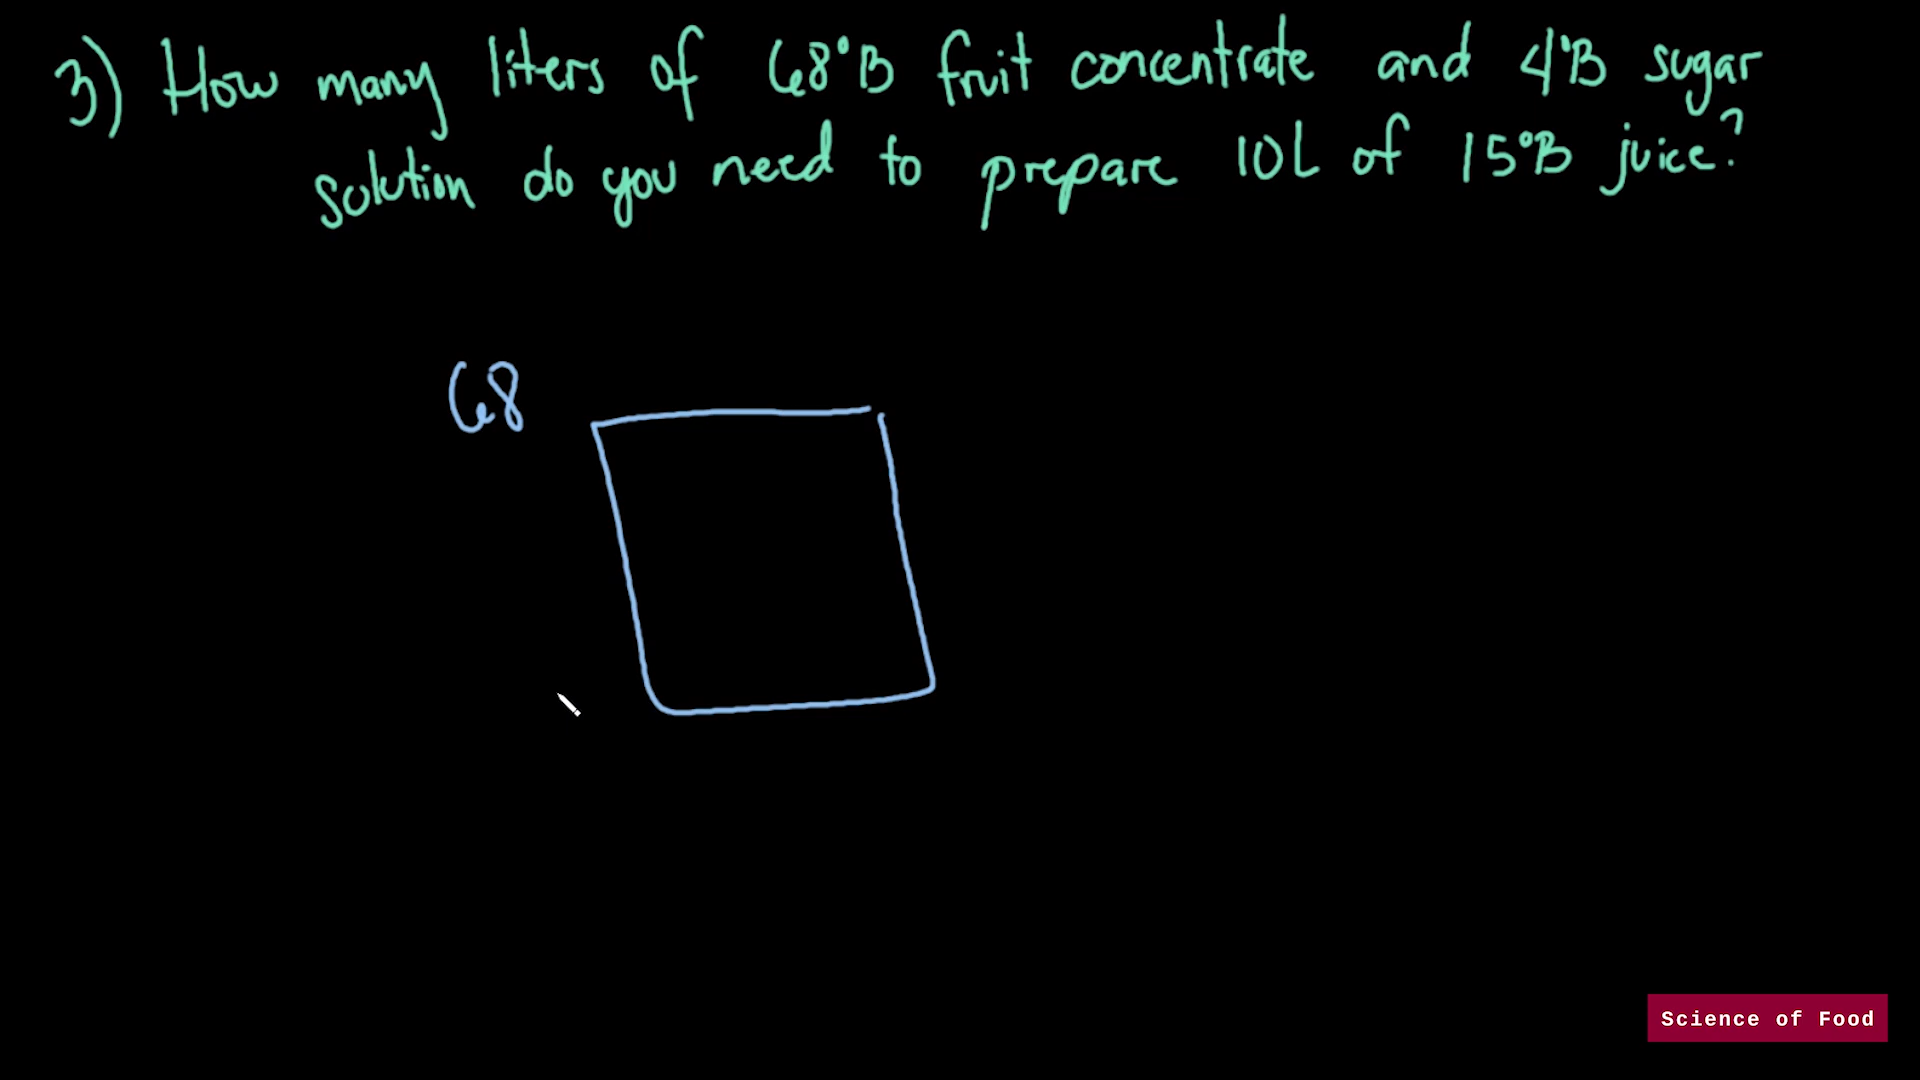 3) How many liters of 68°B fruit concentrate and 4°B sugar
solution do you need to prepare 10L of 15°B juice?
68
Science of Food